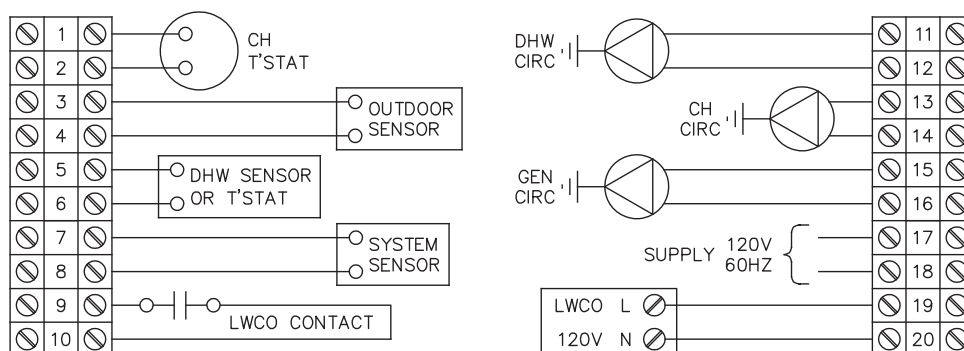 1
2
3
4
5
6
7
8
9
10
CH
T'STAT
OUTDOOR
SENSOR
DHW SENSOR
OR T'STAT
SYSTEM
SENSOR
LWCO CONTACT
DHW
CIRC
CH
CIRC
GEN
CIRC
SUPPLY 120V
60HZ
LWCO L
120V N
11
12
13
14
15
16
17
18
19
20